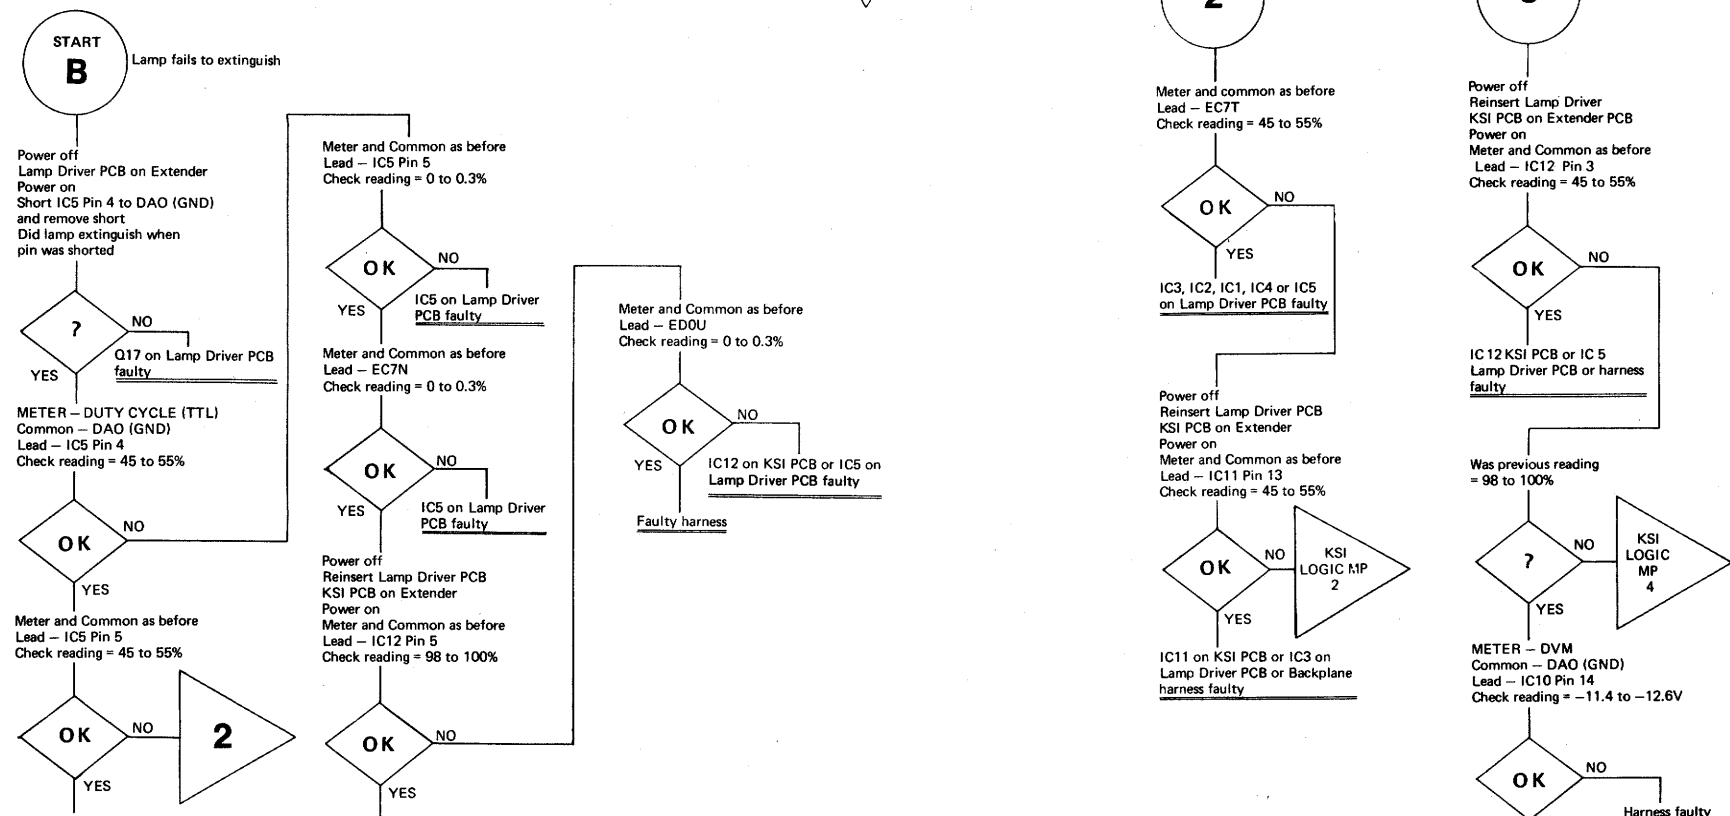 START
B
Lamp fails to extinguish
Power off
Lamp Driver PCB on Extender
Power on
Short IC5 Pin 4 to DAO (GND)
and remove short
Did lamp extinguish when
pin was shorted
?
NO
Q17 on Lamp Driver PCB
faulty
YES
METER – DUTY CYCLE (TTL)
Common – DAO (GND)
Lead – IC5 Pin 4
Check reading = 45 to 55%
OK
NO
YES
Meter and Common as before
Lead – IC5 Pin 5
Check reading = 45 to 55%
OK
NO
2
YES
Meter and Common as before
Lead – IC5 Pin 5
Check reading = 0 to 0.3%
OK
NO
IC5 on Lamp Driver
PCB faulty
YES
Meter and Common as before
Lead – EC7N
Check reading = 0 to 0.3%
OK
NO
IC5 on Lamp Driver
PCB faulty
YES
Power off
Reinsert Lamp Driver PCB
KSI PCB on Extender
Power on
Meter and Common as before
Lead – IC12 Pin 5
Check reading = 98 to 100%
OK
NO
YES
Meter and Common as before
Lead – ED0U
Check reading = 0 to 0.3%
OK
NO
IC12 on KSI PCB or IC5 on
Lamp Driver PCB faulty
YES
Faulty harness
2
Meter and common as before
Lead – EC7T
Check reading = 45 to 55%
OK
NO
YES
IC3, IC2, IC1, IC4 or IC5
on Lamp Driver PCB faulty
Power off
Reinsert Lamp Driver PCB
KSI PCB on Extender
Power on
Meter and Common as before
Lead – IC11 Pin 13
Check reading = 45 to 55%
OK
NO
KSI
LOGIC MP
2
YES
IC11 on KSI PCB or IC3 on
Lamp Driver PCB or Backplane
harness faulty
Power off
Reinsert Lamp Driver
KSI PCB on Extender PCB
Power on
Meter and Common as before
Lead – IC12 Pin 3
Check reading = 45 to 55%
OK
NO
YES
IC 12 KSI PCB or IC 5
Lamp Driver PCB or harness
faulty
Was previous reading
= 98 to 100%
?
NO
KSI
LOGIC
MP
4
YES
METER – DVM
Common – DAO (GND)
Lead – IC10 Pin 14
Check reading = –11.4 to –12.6V
OK
NO
Harness faulty